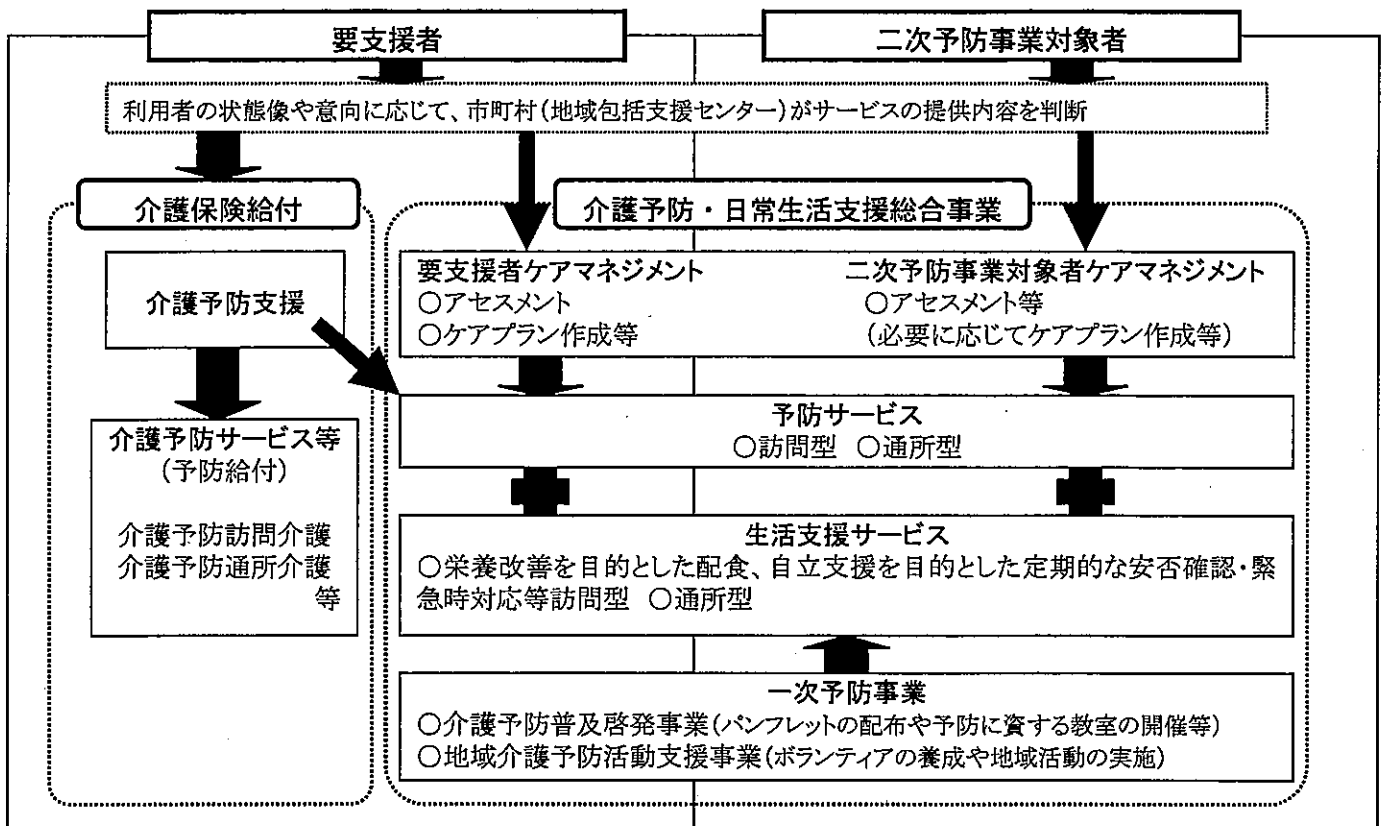 要支援者
二次予防事業対象者
利用者の状態像や意向に応じて、市町村(地域包括支援センター)がサービスの提供内容を判断
介護保険給付
介護予防支援
介護予防サービス等
(予防給付)
介護予防訪問介護
介護予防通所介護
等
介護予防・日常生活支援総合事業
要支援者ケアマネジメント
○アセスメント
○ケアプラン作成等
二次予防事業対象者ケアマネジメント
○アセスメント等
(必要に応じてケアプラン作成等)
予防サービス
○訪問型 ○通所型
生活支援サービス
○栄養改善を目的とした配食、自立支援を目的とした定期的な安否確認・緊
急時対応等訪問型 ○通所型
一次予防事業
○介護予防普及啓発事業(パンフレットの配布や予防に資する教室の開催等)
○地域介護予防活動支援事業(ボランティアの養成や地域活動の実施)